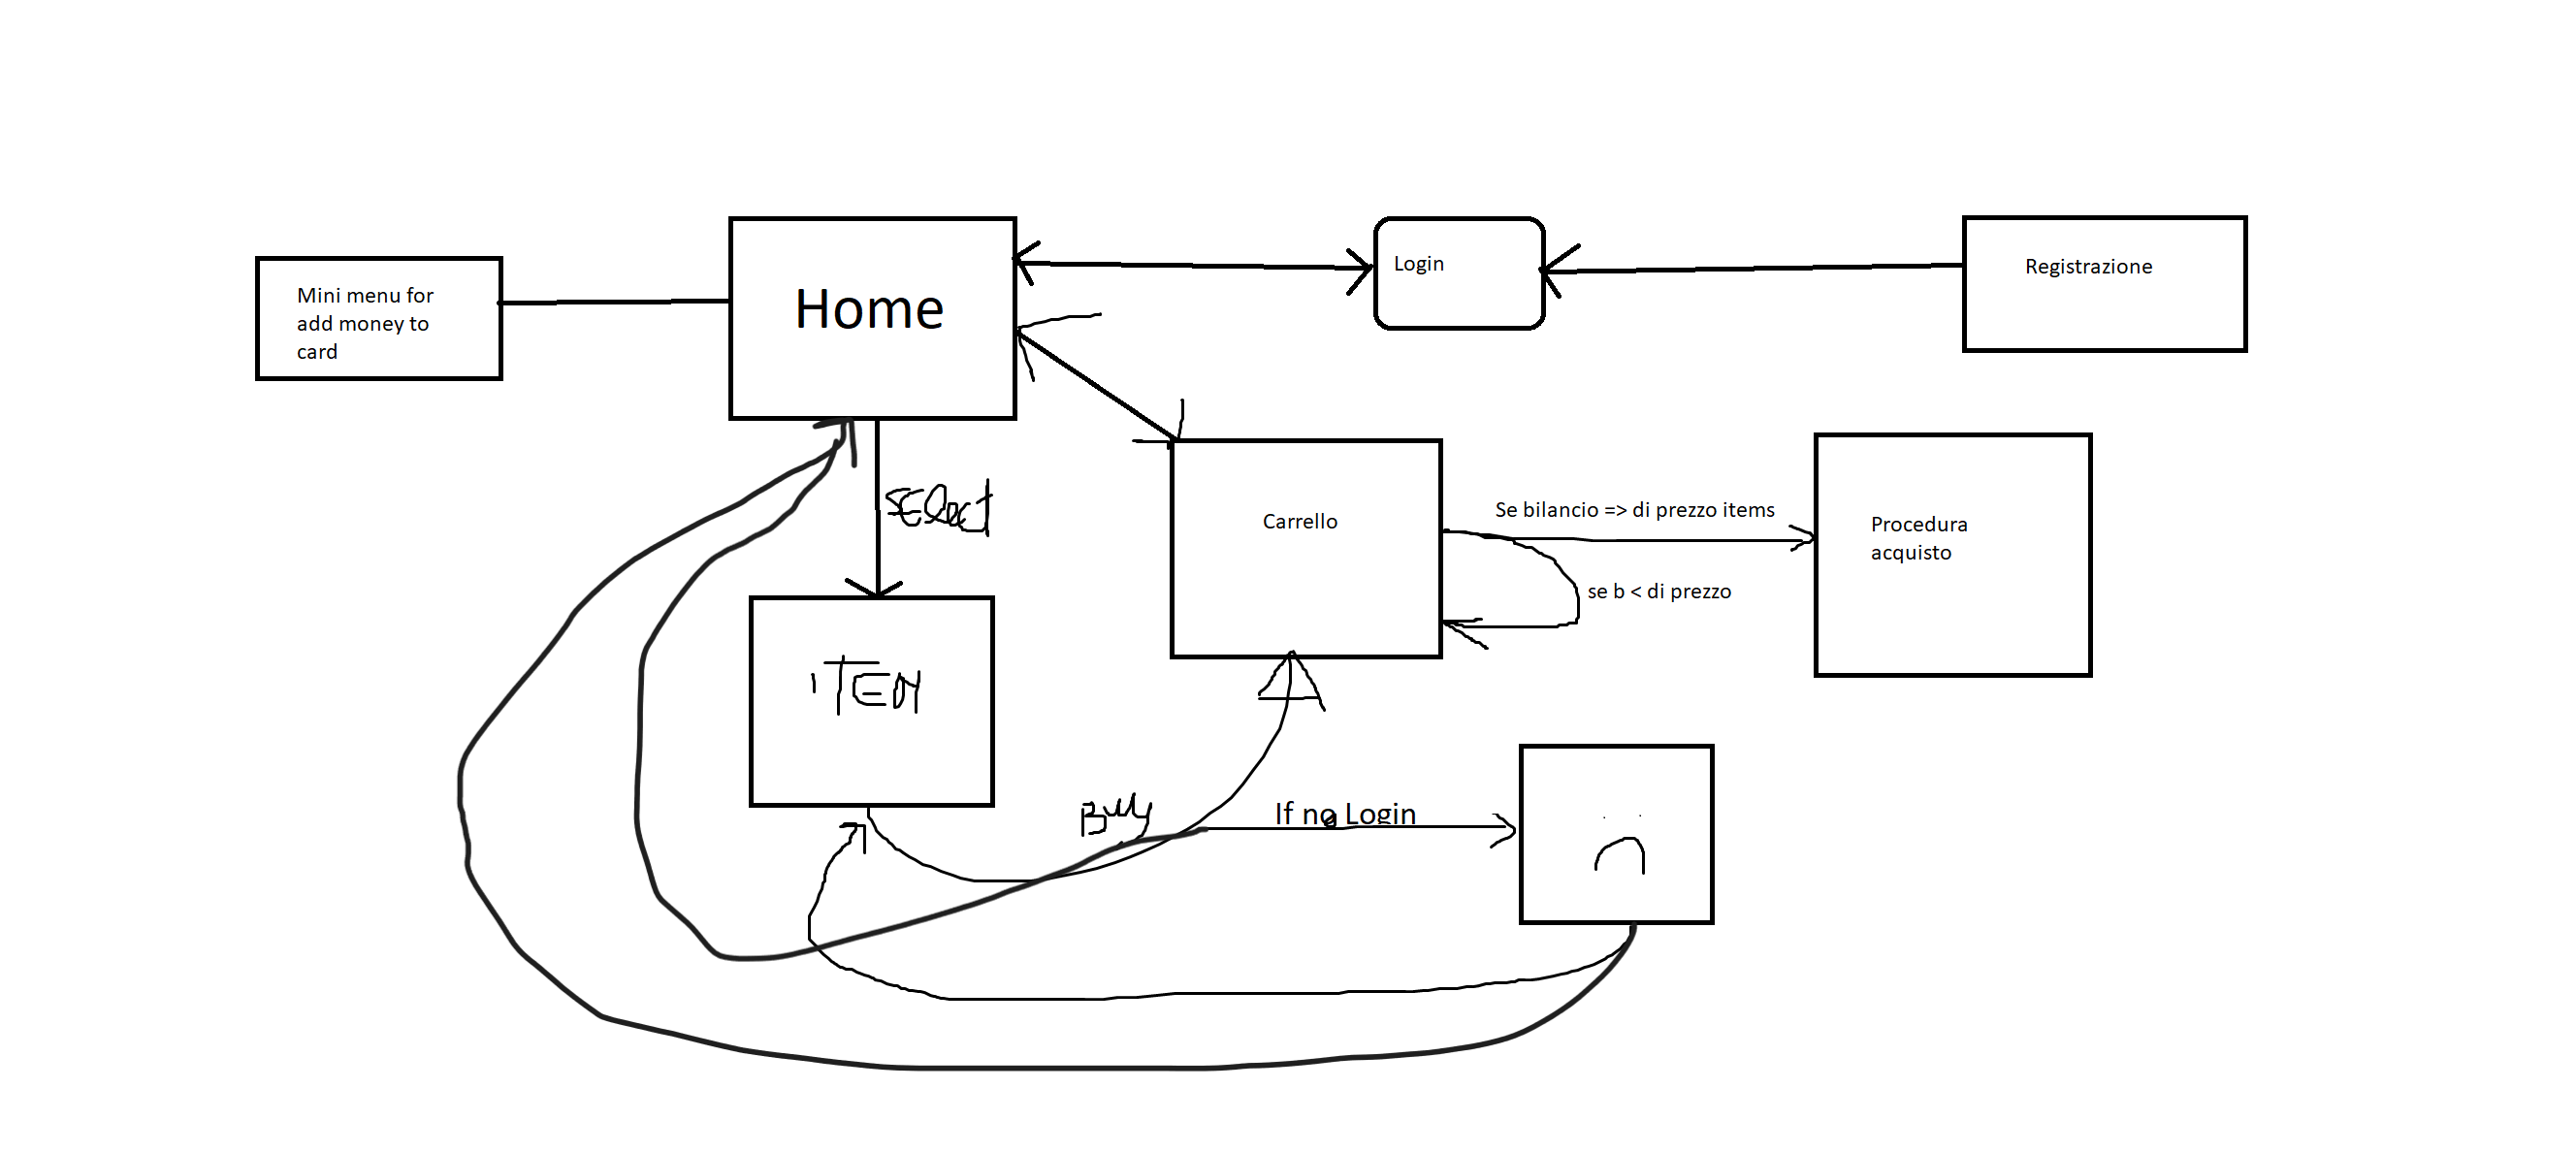 Home
Login
Registrazione
Mini menu for
add money to
card
SElect
Carrello
Se bilancio => di prezzo items
se b < di prezzo
Procedura
acquisto
iTEM
Buy
If no Login